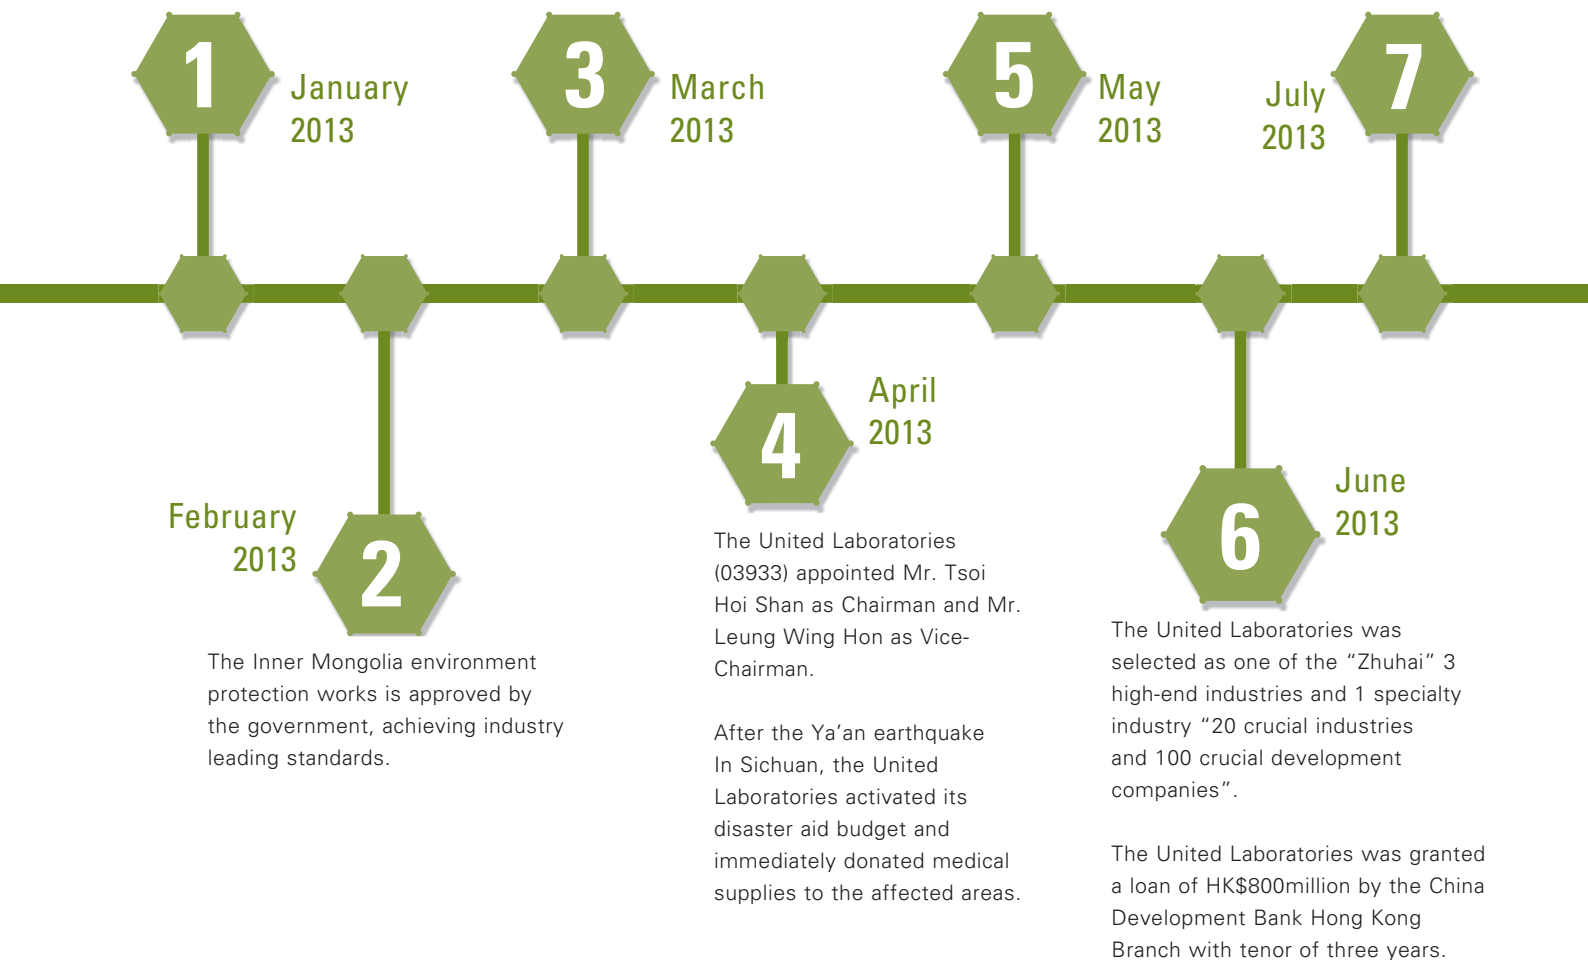 1
January
2013
3
March
2013
5
May
2013
July
2013
7
February
2013
2
The Inner Mongolia environment
protection works is approved by
the government, achieving industry
leading standards.
4
April
2013
The United Laboratories
(03933) appointed Mr. Tsoi
Hoi Shan as Chairman and Mr.
Leung Wing Hon as Vice-
Chairman.
After the Ya’an earthquake
In Sichuan, the United
Laboratories activated its
disaster aid budget and
immediately donated medical
supplies to the affected areas.
6
June
2013
The United Laboratories was
selected as one of the “Zhuhai” 3
high-end industries and 1 specialty
industry “20 crucial industries
and 100 crucial development
companies”.
The United Laboratories was granted
a loan of HK$800million by the China
Development Bank Hong Kong
Branch with tenor of three years.